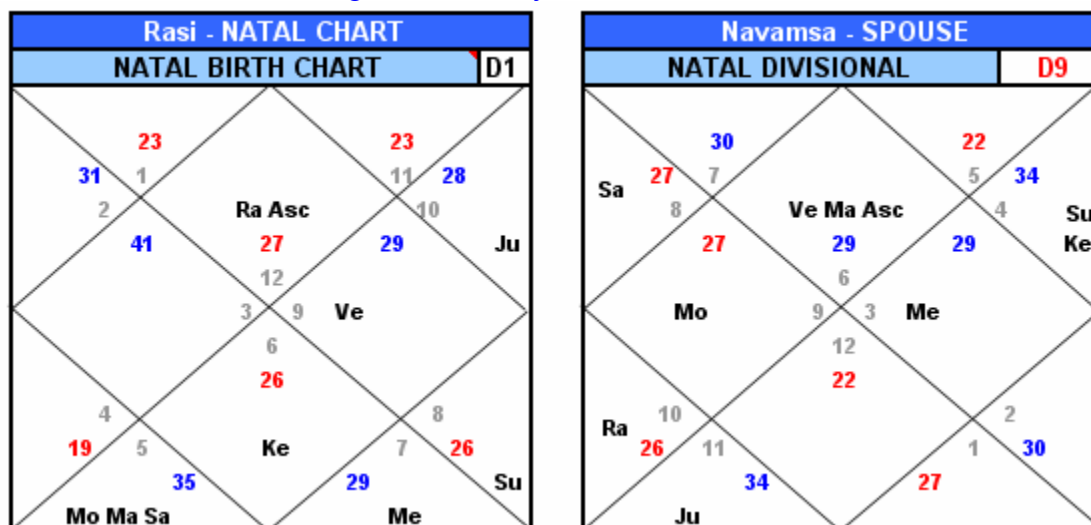 Rasi - NATAL CHART
NATAL BIRTH CHART D1
23 23
31 1 11 28
2 Ra Asc 10
41 27 29 Ju
12
3 9 Ve
6
26
4 8
19 5 Ke 7 26
35 29 Su
Mo Ma Sa Me
Navamsa - SPOUSE
NATAL DIVISIONAL D9
30 22
Sa 27 7 5 34
8 Ve Ma Asc 4 Su
27 29 29 Ke
6
Mo 9 3 Me
12
22
10 2
Ra 26 11 1 30
34 27
Ju